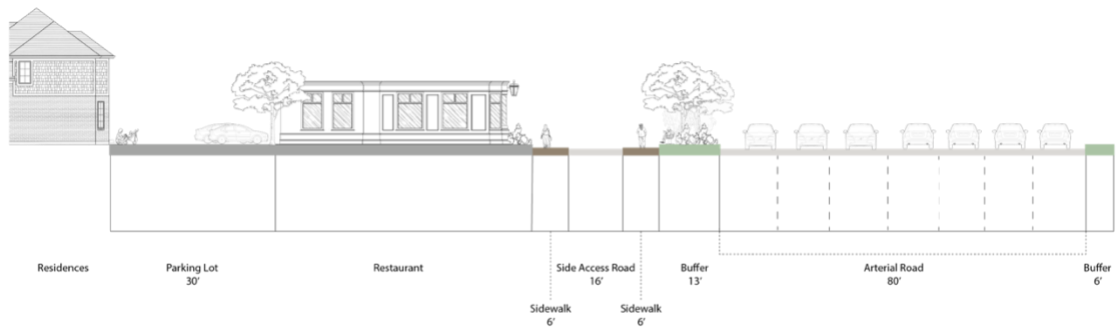 Residences
Parking Lot
30'
Restaurant
Side Access Road
16'
Buffer
13'
Arterial Road
80'
Buffer
6'
Sidewalk
6'
Sidewalk
6'